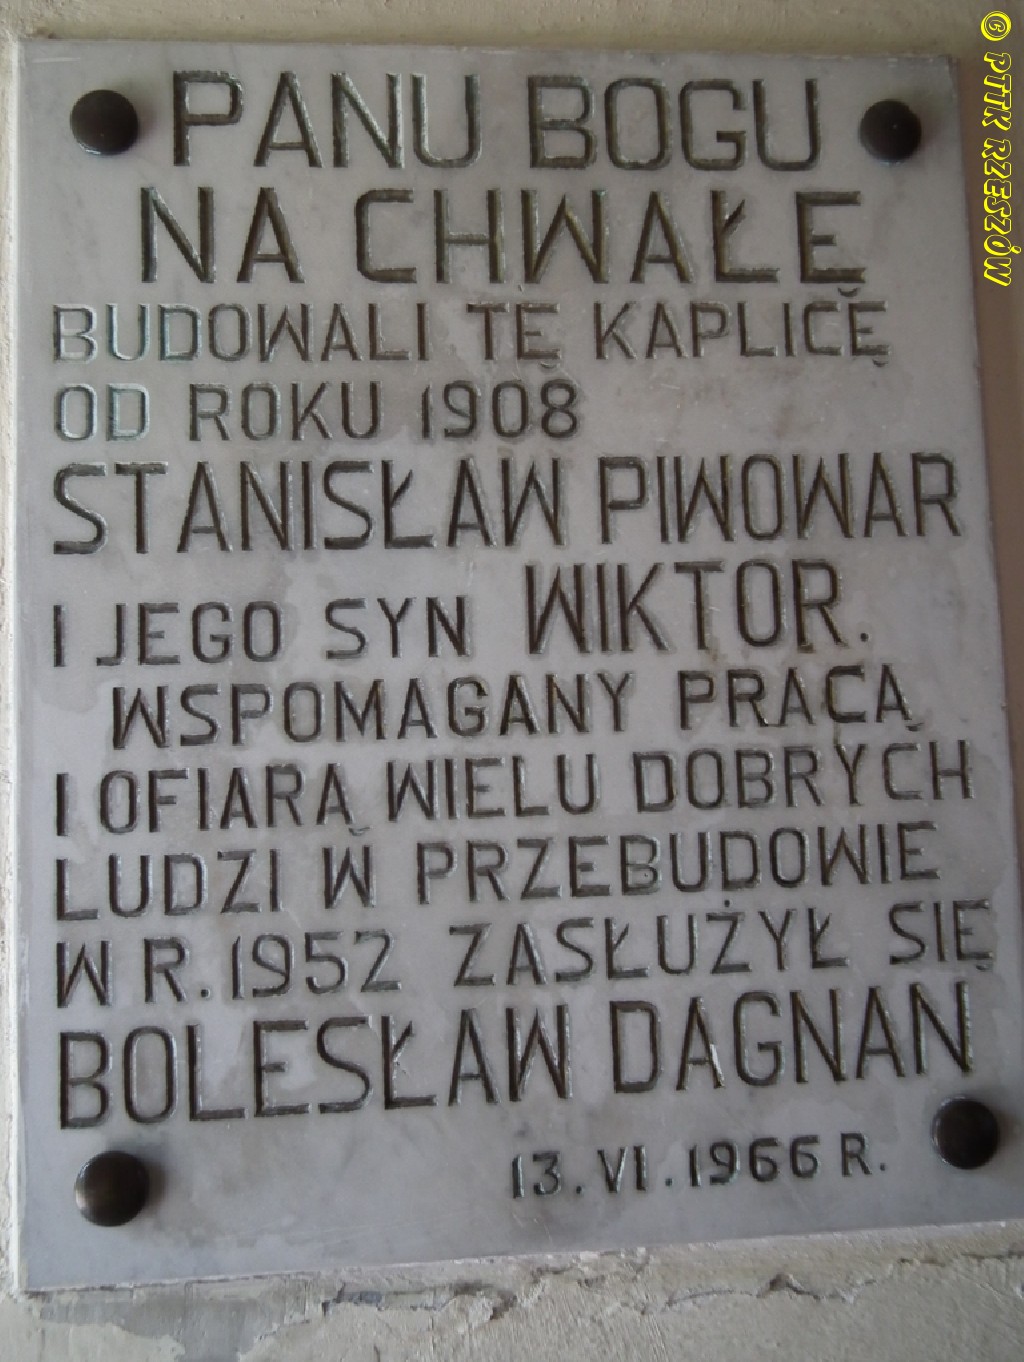 PANU BOGU
NA CHWAŁE
BUDOWALI TĘ KAPLICĘ
OD ROKU 1908
STANISŁAW PIWOWAR
I JEGO SYN WIKTOR.
WSPOMAGANY PRACĄ
I OFIARĄ WIELU DOBRYCH
LUDZI W PRZEBUDOWIE
W R. 1952 ZASŁUŻYŁ SIĘ
BOLESŁAW DAGNAN
13. VI. 1966 R.
© PTTK RZESZÓW